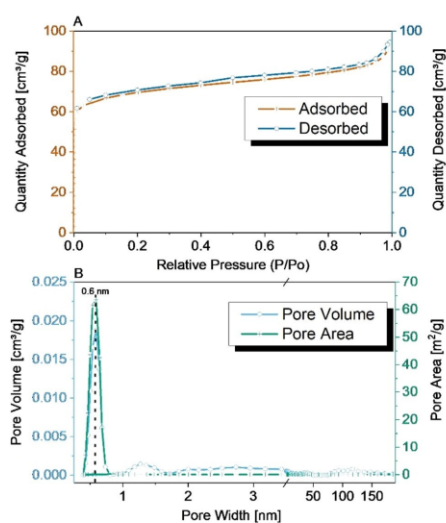 A
Quantity Adsorbed [cm³/g]
100
80
60
40
20
0
Adsorbed
Desorbed
100
80
60
40
20
0
Quantity Desorbed [cm³/g]
0.0 0.2 0.4 0.6 0.8 1.0
Relative Pressure (P/Po)
B
Pore Volume [cm³/g]
0.025
0.020
0.015
0.010
0.005
0.000
0.6 nm
Pore Volume
Pore Area
70
60
50
40
30
20
10
0
Pore Area [m²/g]
1 2 3 50 100 150
Pore Width [nm]